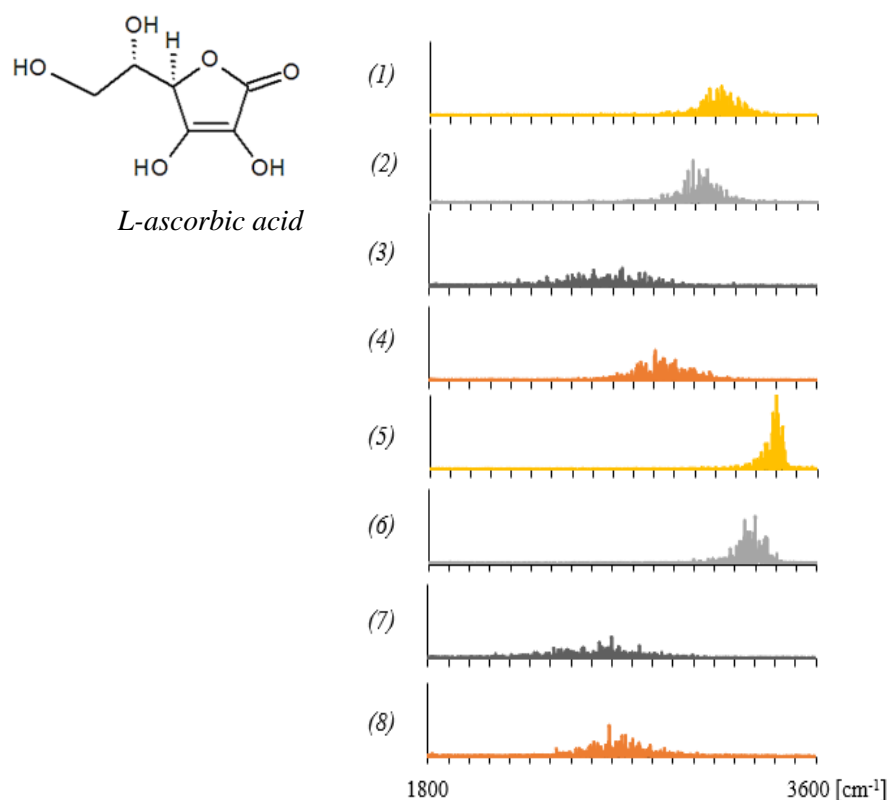 OH
H
HO
O
O
HO
OH
L-ascorbic acid
(1)
(2)
(3)
(4)
(5)
(6)
(7)
(8)
1800 3600 [cm⁻¹]